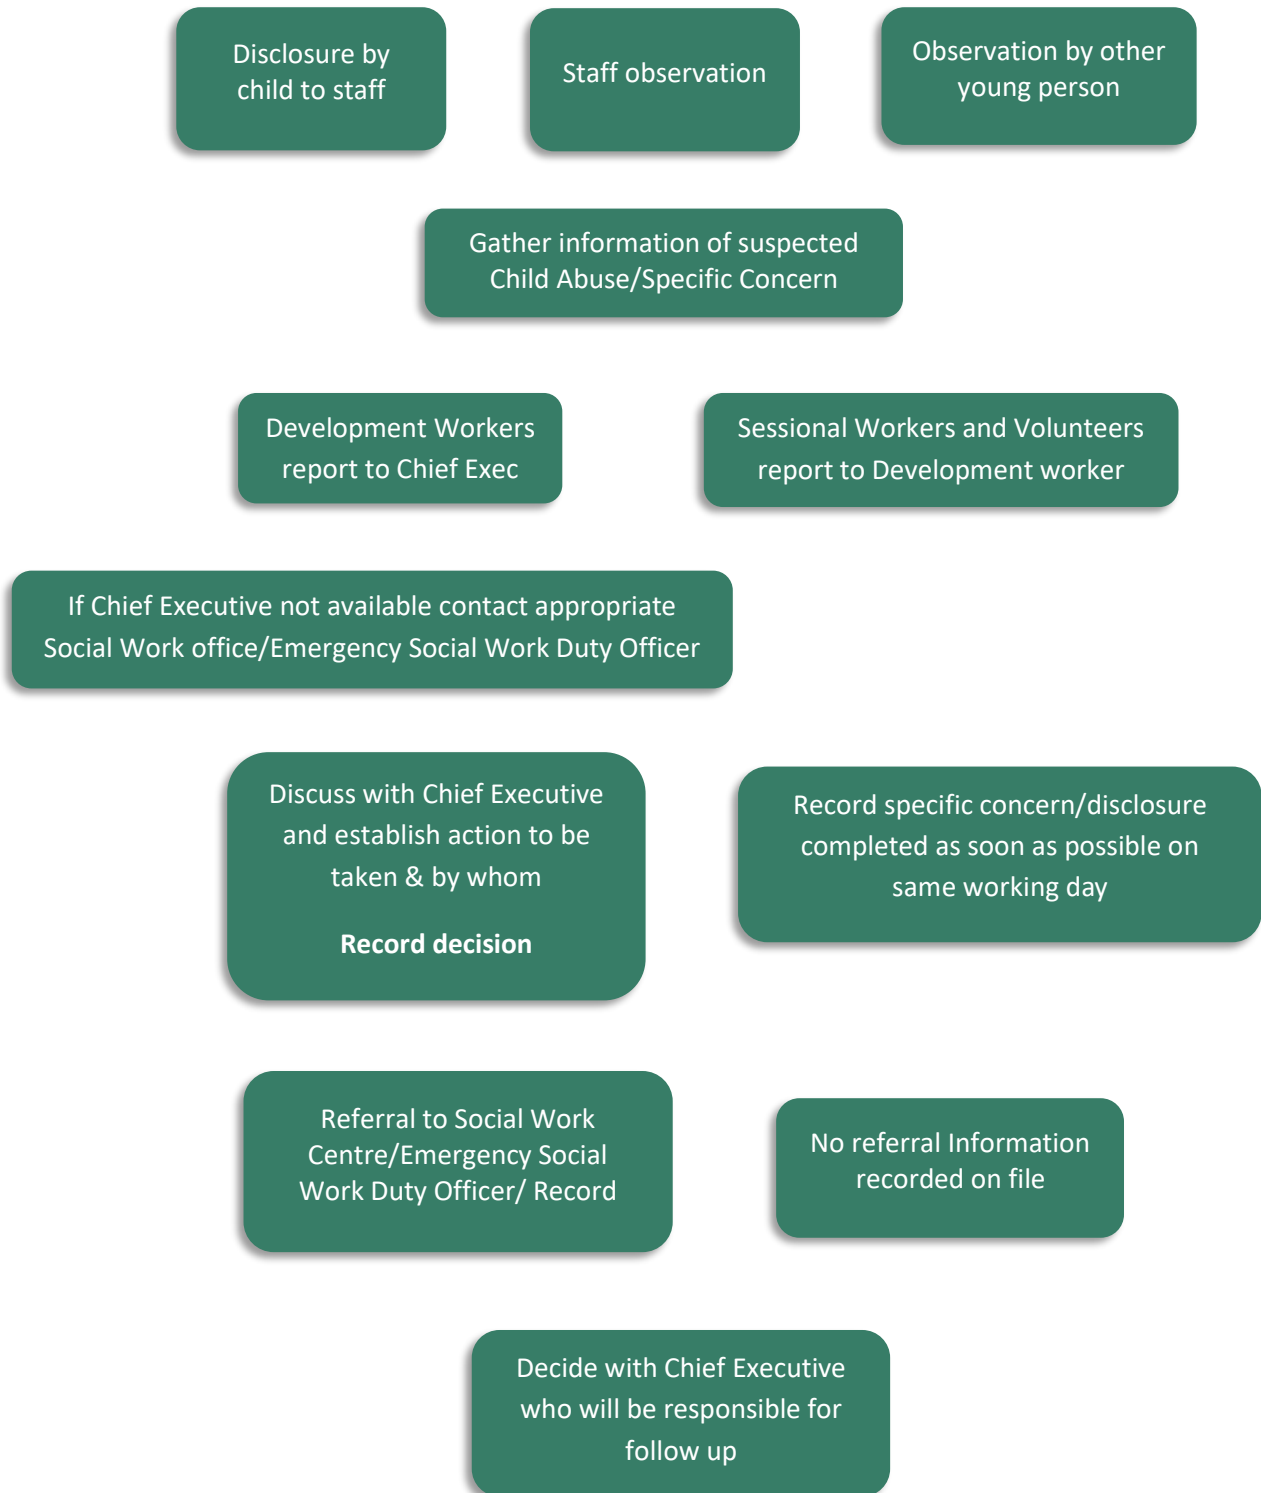 Disclosure by
child to staff
Staff observation
Observation by other
young person
Gather information of suspected
Child Abuse/Specific Concern
Development Workers
report to Chief Exec
Sessional Workers and Volunteers
report to Development worker
If Chief Executive not available contact appropriate
Social Work office/Emergency Social Work Duty Officer
Discuss with Chief Executive
and establish action to be
taken & by whom
Record decision
Record specific concern/disclosure
completed as soon as possible on
same working day
Referral to Social Work
Centre/Emergency Social
Work Duty Officer/ Record
No referral Information
recorded on file
Decide with Chief Executive
who will be responsible for
follow up